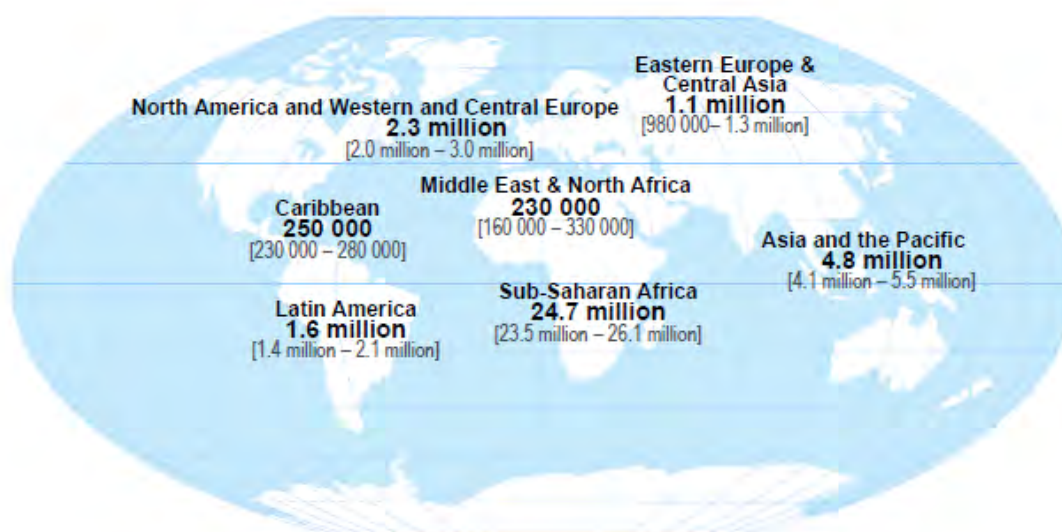 Eastern Europe &
Central Asia
1.1 million
[980 000– 1.3 million]
North America and Western and Central Europe
2.3 million
[2.0 million – 3.0 million]
Middle East & North Africa
230 000
[160 000 – 330 000]
Caribbean
250 000
[230 000 – 280 000]
Asia and the Pacific
4.8 million
[4.1 million – 5.5 million]
Sub-Saharan Africa
24.7 million
[23.5 million – 26.1 million]
Latin America
1.6 million
[1.4 million – 2.1 million]